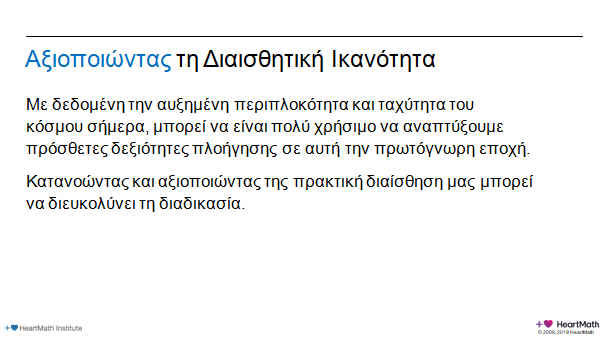 Αξιοποιώντας τη Διαισθητική Ικανότητα
Με δεδομένη την αυξημένη περιπλοκότητα και ταχύτητα του
κόσμου σήμερα, μπορεί να είναι πολύ χρήσιμο να αναπτύξουμε
πρόσθετες δεξιότητες πλοήγησης σε αυτή την πρωτόγνωρη εποχή.
Κατανοώντας και αξιοποιώντας της πρακτική διαίσθηση μας μπορεί
να διευκολύνει τη διαδικασία.
HeartMath Institute
HeartMath
HeartMath